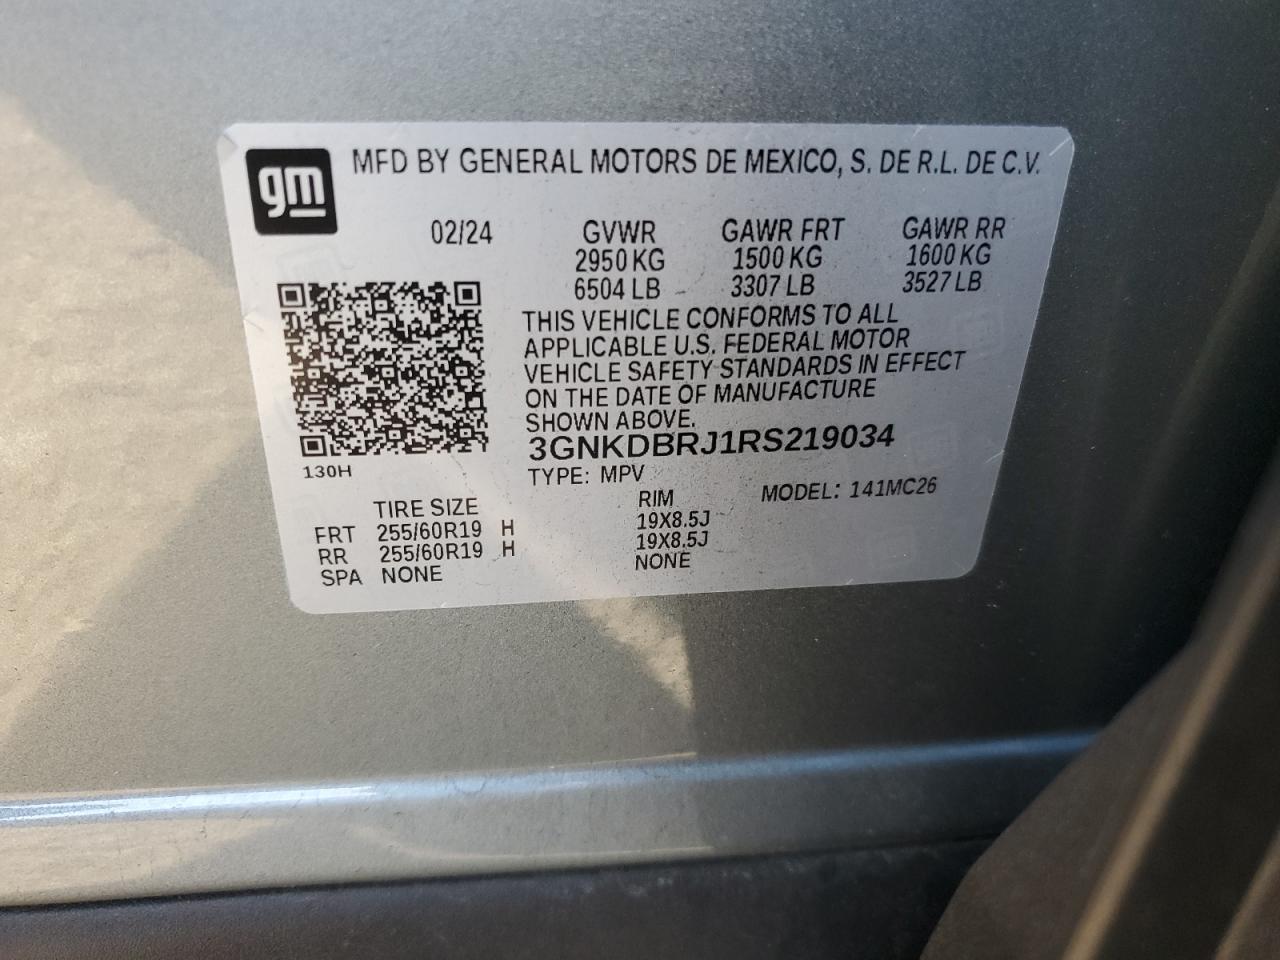 gm
MFD BY GENERAL MOTORS DE MEXICO, S. DE R.L. DE C.V.
02/24 GVWR GAWR FRT GAWR RR
2950 KG 1500 KG 1600 KG
6504 LB 3307 LB 3527 LB
THIS VEHICLE CONFORMS TO ALL
APPLICABLE U.S. FEDERAL MOTOR
VEHICLE SAFETY STANDARDS IN EFFECT
ON THE DATE OF MANUFACTURE
SHOWN ABOVE.
3GNKDBRJ1RS219034
130H
TYPE: MPV MODEL: 141MC26
TIRE SIZE RIM
FRT 255/60R19 H 19X8.5J
RR 255/60R19 H 19X8.5J
SPA NONE NONE